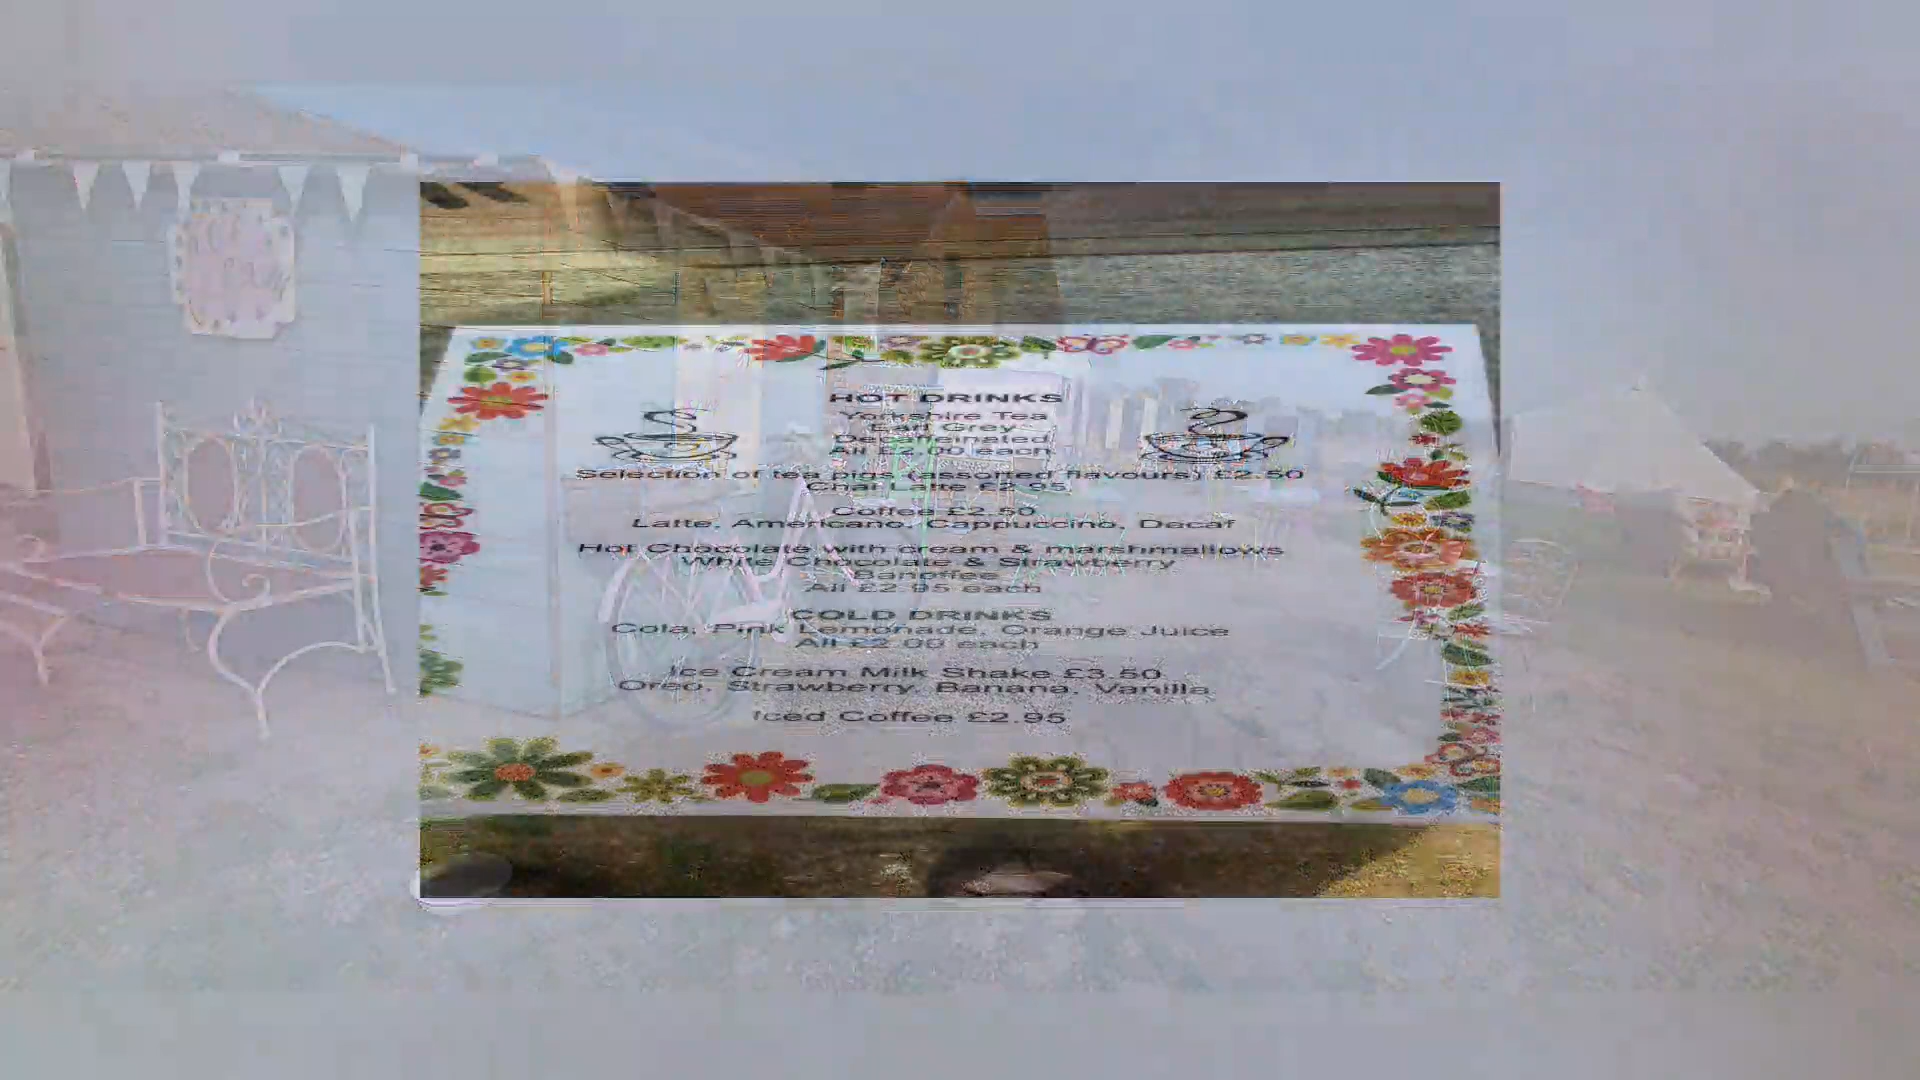 HOT DRINKS
Yorkshire Tea
Earl Grey
Decaffeinated
All £2.00 each
Selection of tea pigs (assorted flavours) £2.50
Chai Latte £2.95
Coffee £2.50
Latte, Americano, Cappuccino, Decaf
Hot Chocolate with cream & marshmallows
White Chocolate & Strawberry
Banoffee
All £2.95 each
COLD DRINKS
Cola, Pink Lemonade, Orange Juice
All £2.00 each
Ice Cream Milk Shake £3.50
Oreo, Strawberry, Banana, Vanilla
Iced Coffee £2.95